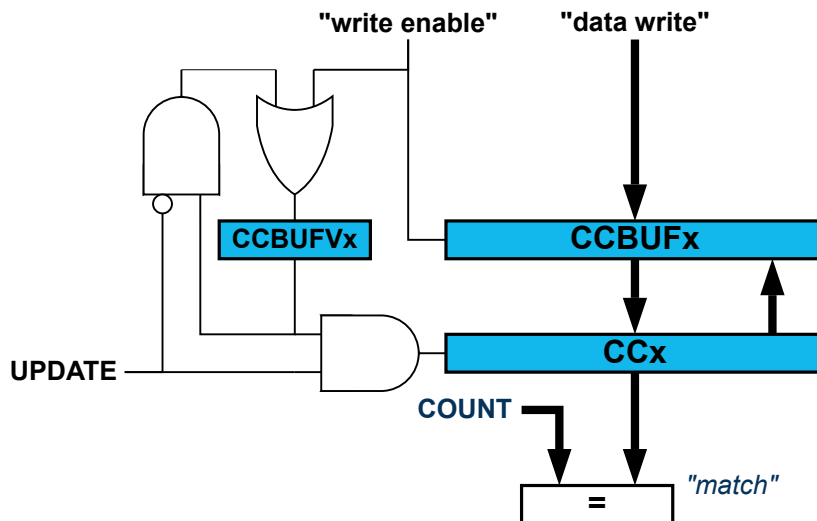 "write enable"
"data write"
CCBUFVx
CCBUFx
UPDATE
CCx
COUNT
=
"match"